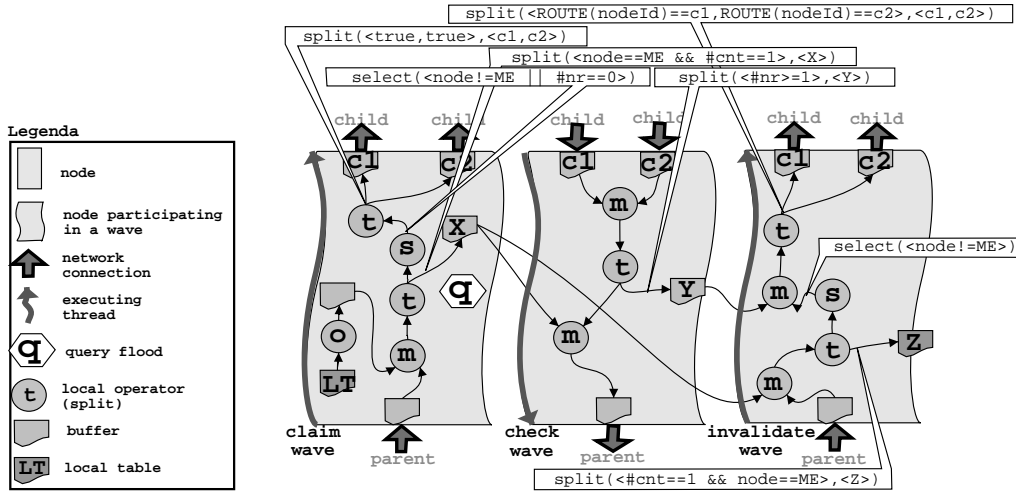 split(<ROUTE(nodeId)==c1,ROUTE(nodeId)==c2>,<c1,c2>)
split(<true,true>,<c1,c2>)
split(<node==ME && #cnt==1>,<X>)
select(<node!=ME || #nr==0>)
split(<#nr>=1>,<Y>)
child child child child child child
Legenda
c1 c2 c1 c2 c1 c2
node
m
t s X t
node participating
in a wave
select(<node!=ME>)
t
network
connection
t q Y m s
executing
thread
o m Z
q query flood
m t
LT m
t local operator
(split)
buffer
claim
wave
check
wave
invalidate
wave
parent parent parent
LT local table
split(<#cnt==1 && node==ME>,<Z>)